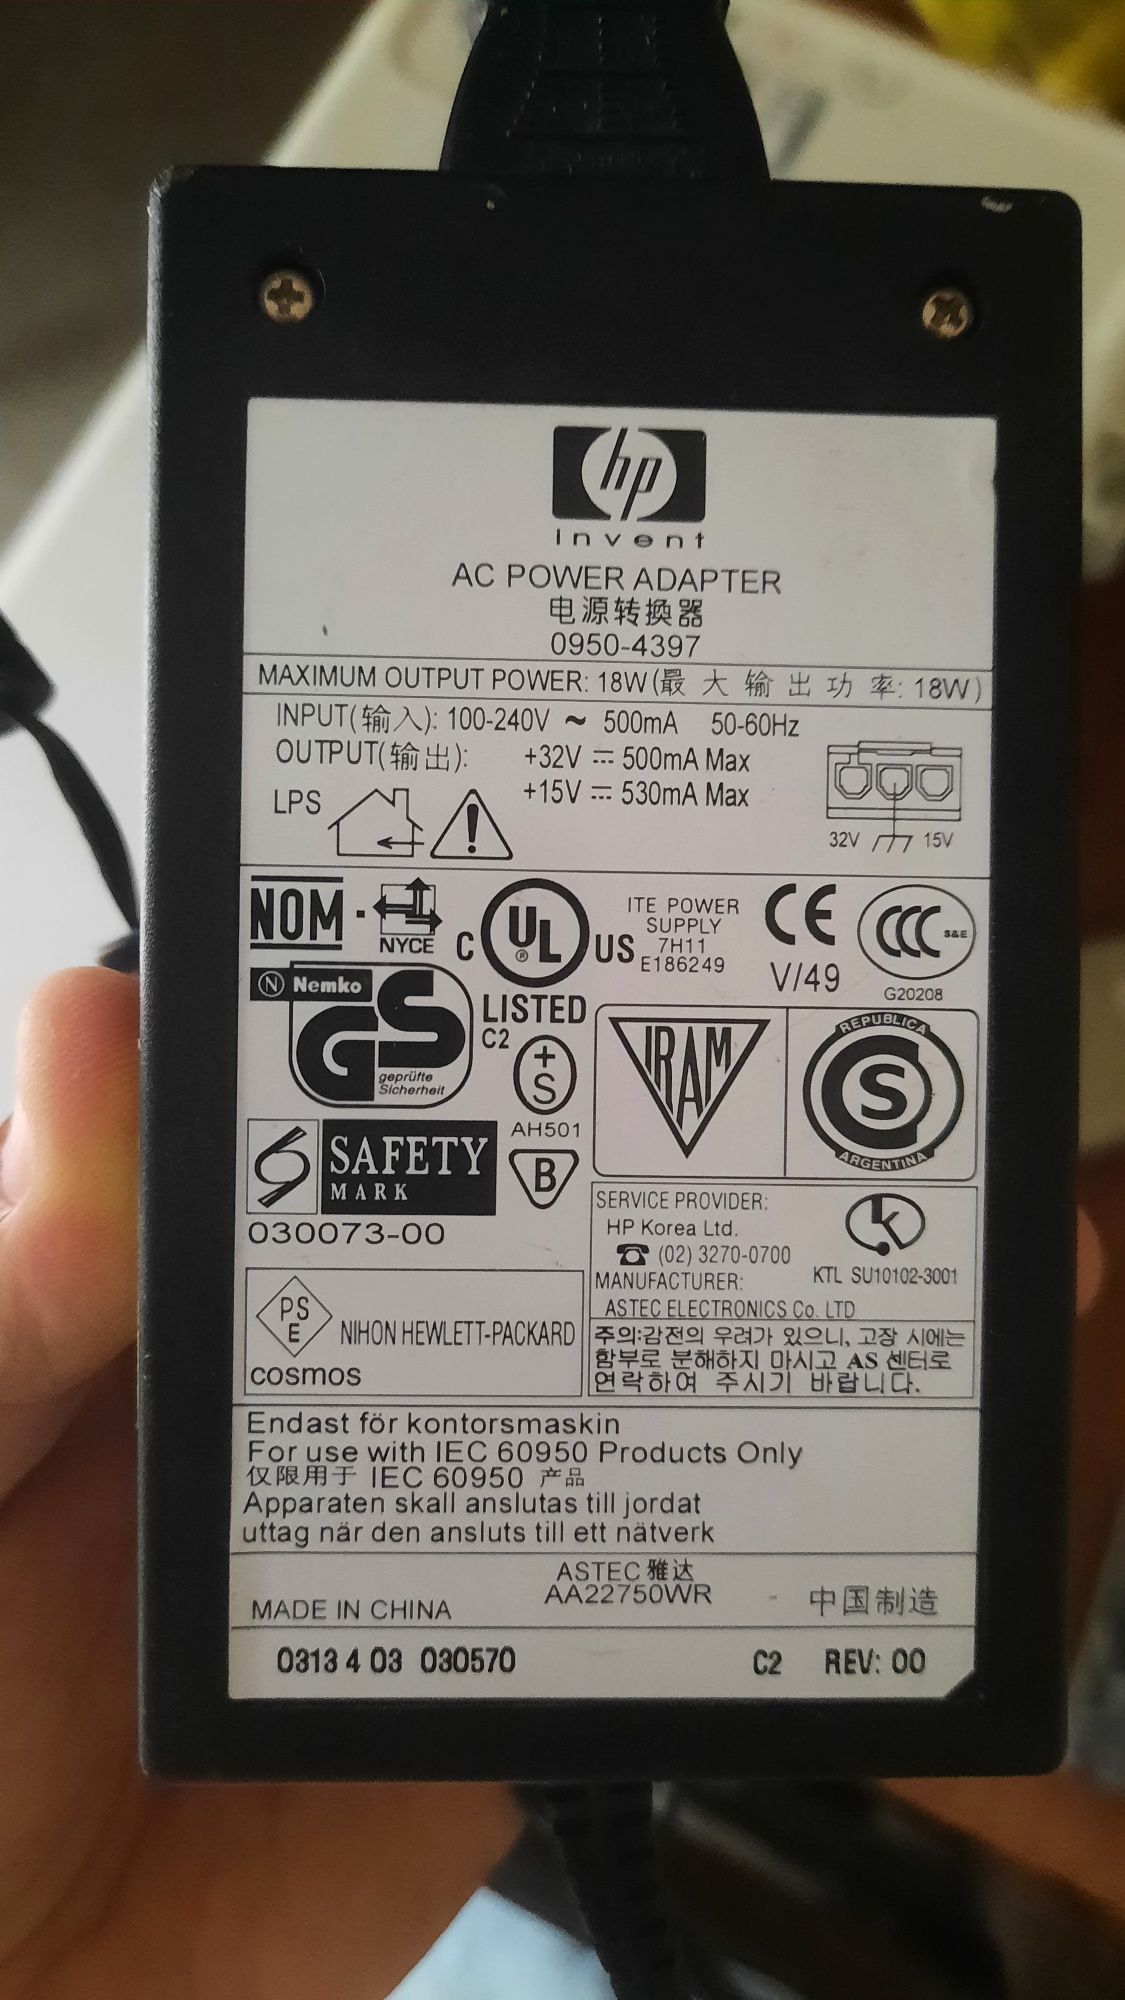 hp
invent
AC POWER ADAPTER
电源转换器
0950-4397
MAXIMUM OUTPUT POWER: 18W(最大输出功率: 18W)
INPUT(输入): 100-240V ~ 500mA 50-60Hz
OUTPUT(输出): +32V ⎓ 500mA Max
+15V ⎓ 530mA Max
LPS
32V 15V
NOM
NYCE
C UL ® US
LISTED
C2
ITE POWER
SUPPLY
7H11
E186249
CE
V/49
CCC S&E
G20208
N Nemko
GS
geprüfte
Sicherheit
+
S
AH501
B
IRAM
REPUBLICA
S
ARGENTINA
SAFETY
MARK
030073-00
SERVICE PROVIDER:
HP Korea Ltd.
☎ (02) 3270-0700
MANUFACTURER:
ASTEC ELECTRONICS Co. LTD
KTL SU10102-3001
PS
E
NIHON HEWLETT-PACKARD
cosmos
주의:감전의 우려가 있으니, 고장 시에는
함부로 분해하지 마시고 AS 센터로
연락하여 주시기 바랍니다.
Endast för kontorsmaskin
For use with IEC 60950 Products Only
仅限用于 IEC 60950 产品
Apparaten skall anslutas till jordat
uttag när den ansluts till ett nätverk
ASTEC 雅达
AA22750WR
MADE IN CHINA - 中国制造
0313 4 03 030570 C2 REV: 00